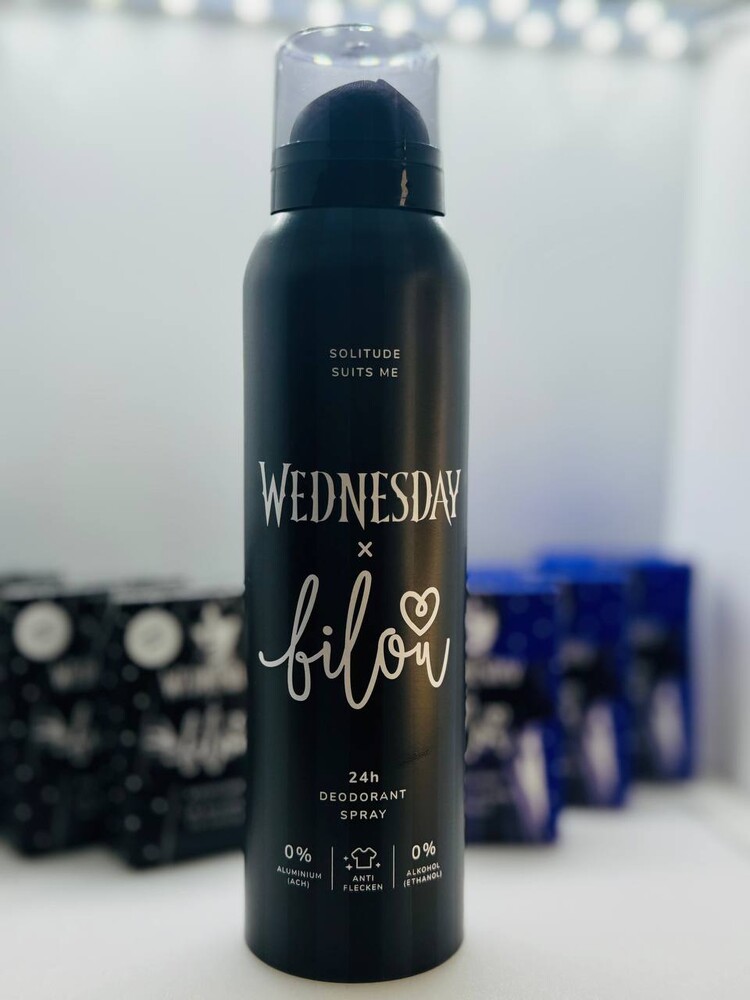 SOLITUDE
SUITS ME
WEDNESDAY
×
bilou
24h
DEODORANT
SPRAY
0%
ALUMINIUM
(ACH)
ANTI
FLECKEN
0%
ALKOHOL
(ETHANOL)